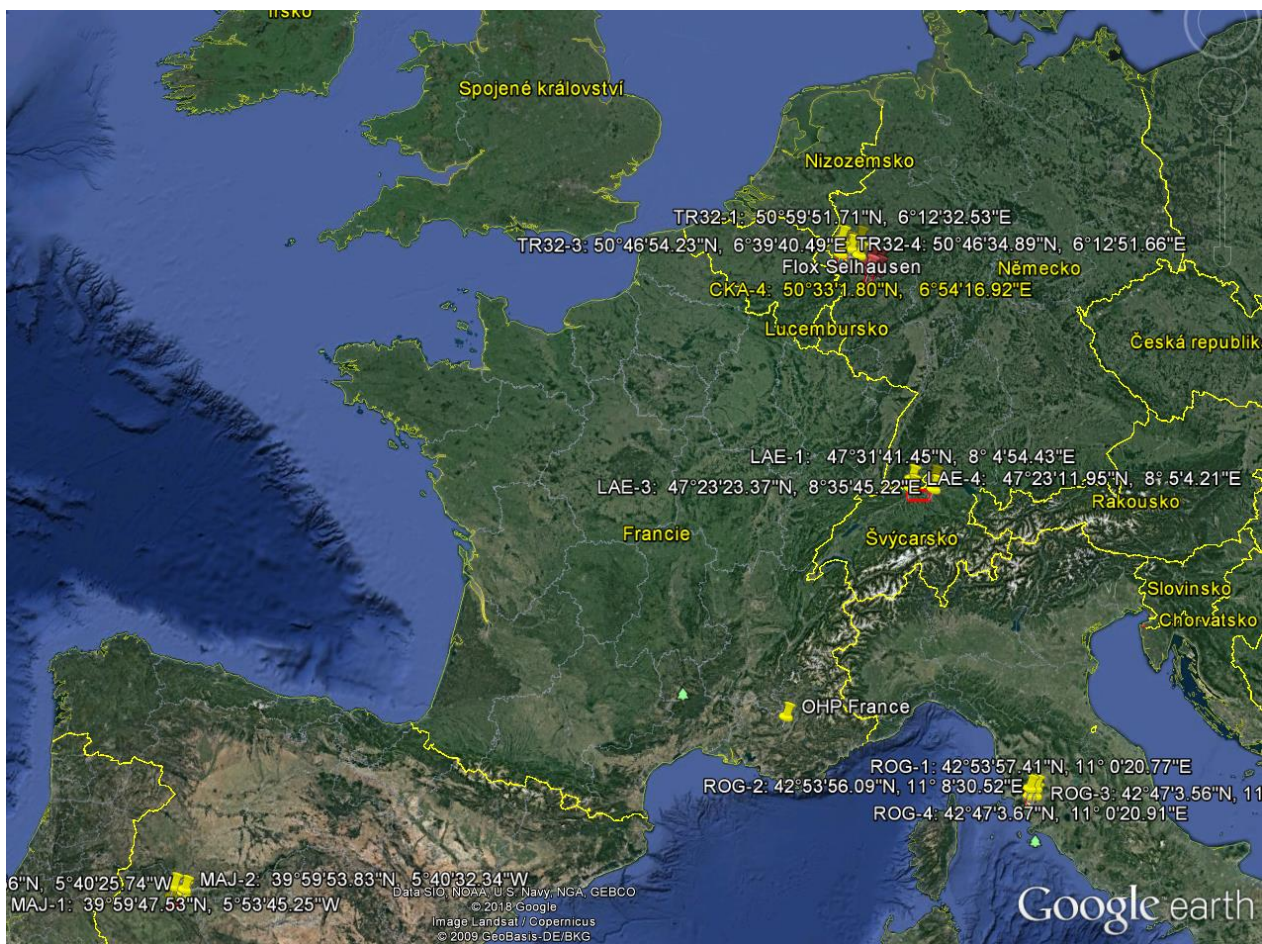 Irsko
Spojené království
Nizozemsko
TR32-1: 50°59'51.71"N, 6°12'32.53"E
TR32-3: 50°46'54.23"N, 6°39'40.49"E
TR32-4: 50°46'34.89"N, 6°12'51.66"E
Flox Selhausen
Německo
CKA-4: 50°33'1.80"N, 6°54'16.92"E
Lucembursko
Česká republik
LAE-1: 47°31'41.45"N, 8° 4'54.43"E
LAE-3: 47°23'23.37"N, 8°35'45.22"E
LAE-4: 47°23'11.95"N, 8° 5'4.21"E
Rakousko
Francie
Švýcarsko
Slovinsko
Chorvatsko
OHP France
ROG-1: 42°53'57.41"N, 11° 0'20.77"E
ROG-2: 42°53'56.09"N, 11° 8'30.52"E
ROG-3: 42°47'3.56"N, 11
ROG-4: 42°47'3.67"N, 11° 0'20.91"E
6"N, 5°40'25.74"W
MAJ-2: 39°59'53.83"N 5°40'32.34"W
MAJ-1: 39°59'47.53"N, 5°53'45.25"W
Data SIO, NOAA, U.S. Navy, NGA, GEBCO
© 2018 Google
Image Landsat / Copernicus
© 2009 GeoBasis-DE/BKG
Google earth